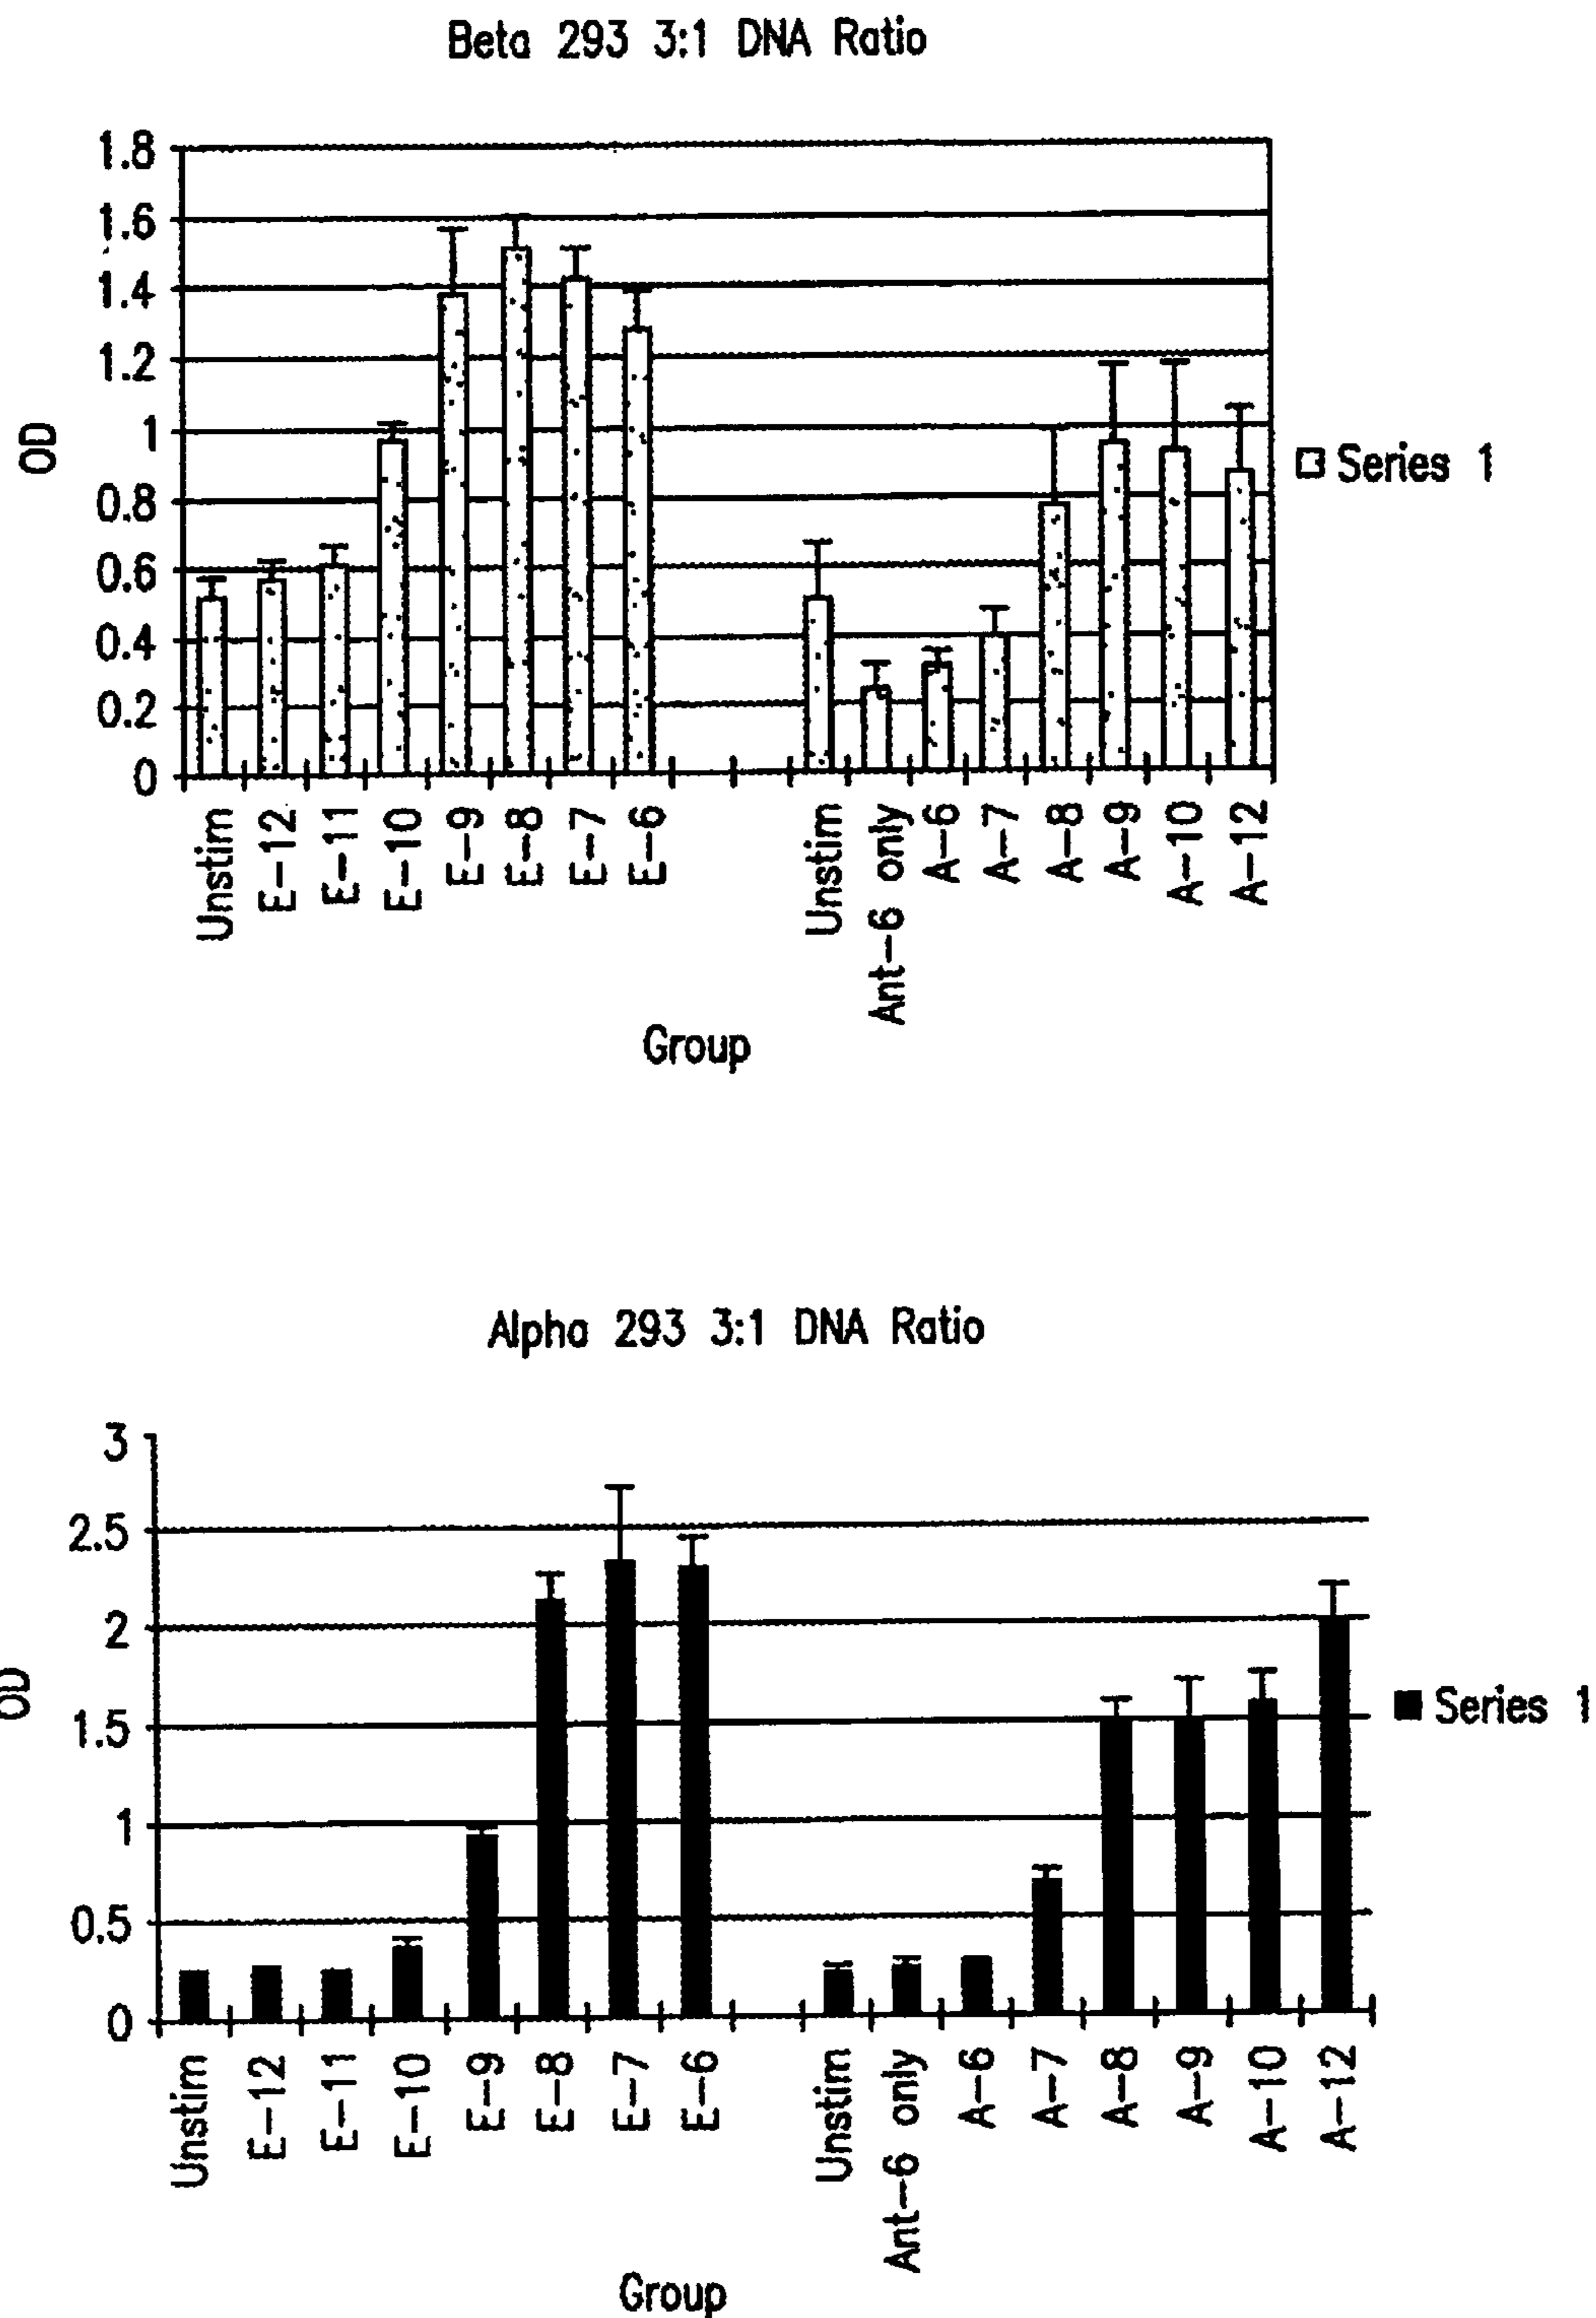 Beta 293 3:1 DNA Ratio
1.8
1.6
1.4
1.2
1
0.8
0.6
0.4
0.2
0
OD
Series 1
Unstim
E-12
E-11
E-10
E-9
E-8
E-7
E-6
Unstim
Ant-6 only
A-6
A-7
A-8
A-9
A-10
A-12
Group
Alpha 293 3:1 DNA Ratio
3
2.5
2
1.5
1
0.5
0
OD
Series 1
Unstim
E-12
E-11
E-10
E-9
E-8
E-7
E-6
Unstim
Ant-6 only
A-6
A-7
A-8
A-9
A-10
A-12
Group